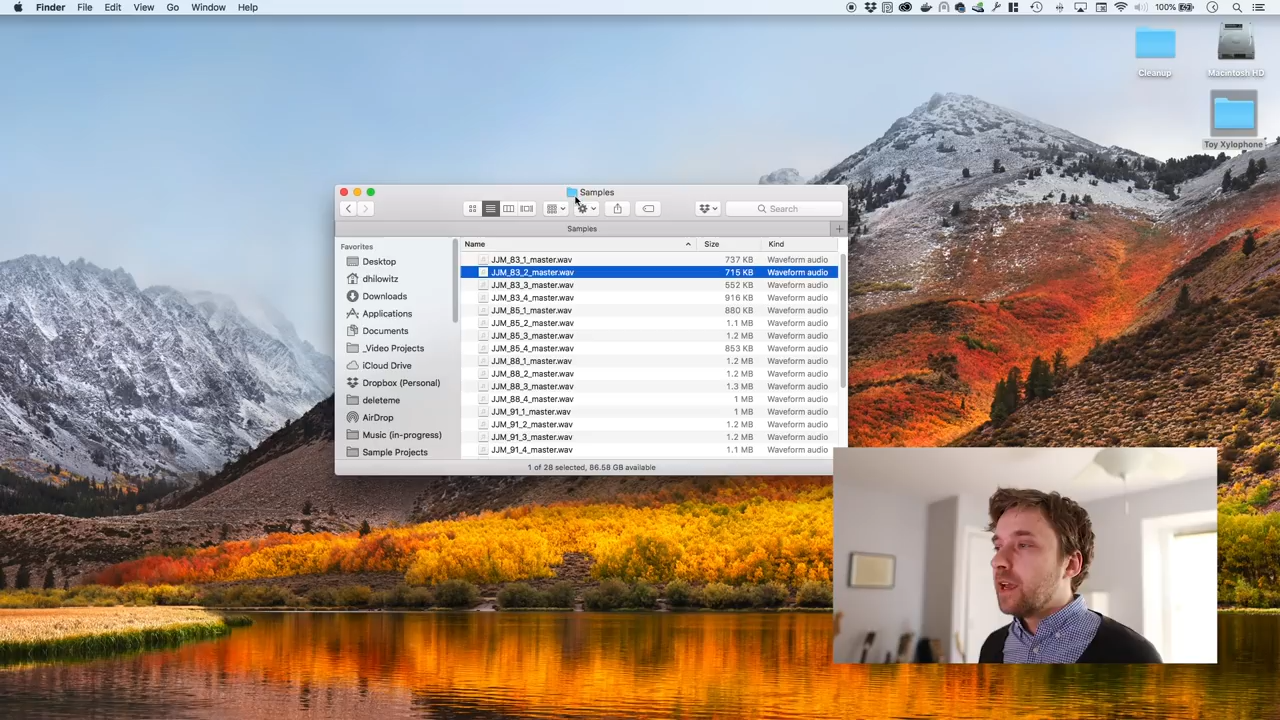 Finder File Edit View Go Window Help 100%
Cleanup Macintosh HD
Toy Xylophone
Samples
Search
Samples
Favorites
Desktop
dhilowitz
Downloads
Applications
Documents
_Video Projects
iCloud Drive
Dropbox (Personal)
deleteme
AirDrop
Music (in-progress)
Sample Projects
Name Size Kind
JJM_83_1_master.wav 737 KB Waveform audio
JJM_83_2_master.wav 715 KB Waveform audio
JJM_83_3_master.wav 552 KB Waveform audio
JJM_83_4_master.wav 916 KB Waveform audio
JJM_85_1_master.wav 880 KB Waveform audio
JJM_85_2_master.wav 1.1 MB Waveform audio
JJM_85_3_master.wav 1.2 MB Waveform audio
JJM_85_4_master.wav 853 KB Waveform audio
JJM_88_1_master.wav 1.2 MB Waveform audio
JJM_88_2_master.wav 1.2 MB Waveform audio
JJM_88_3_master.wav 1.3 MB Waveform audio
JJM_88_4_master.wav 1 MB Waveform audio
JJM_91_1_master.wav 1 MB Waveform audio
JJM_91_2_master.wav 1.2 MB Waveform audio
JJM_91_3_master.wav 1.2 MB Waveform audio
JJM_91_4_master.wav 1.1 MB Waveform audio
1 of 28 selected, 86.58 GB available